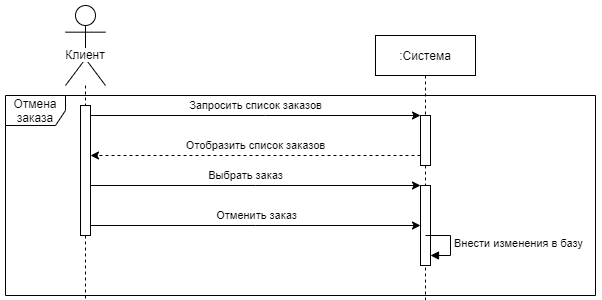 Клиент
:Система
Отмена
заказа
Запросить список заказов
Отобразить список заказов
Выбрать заказ
Отменить заказ
Внести изменения в базу